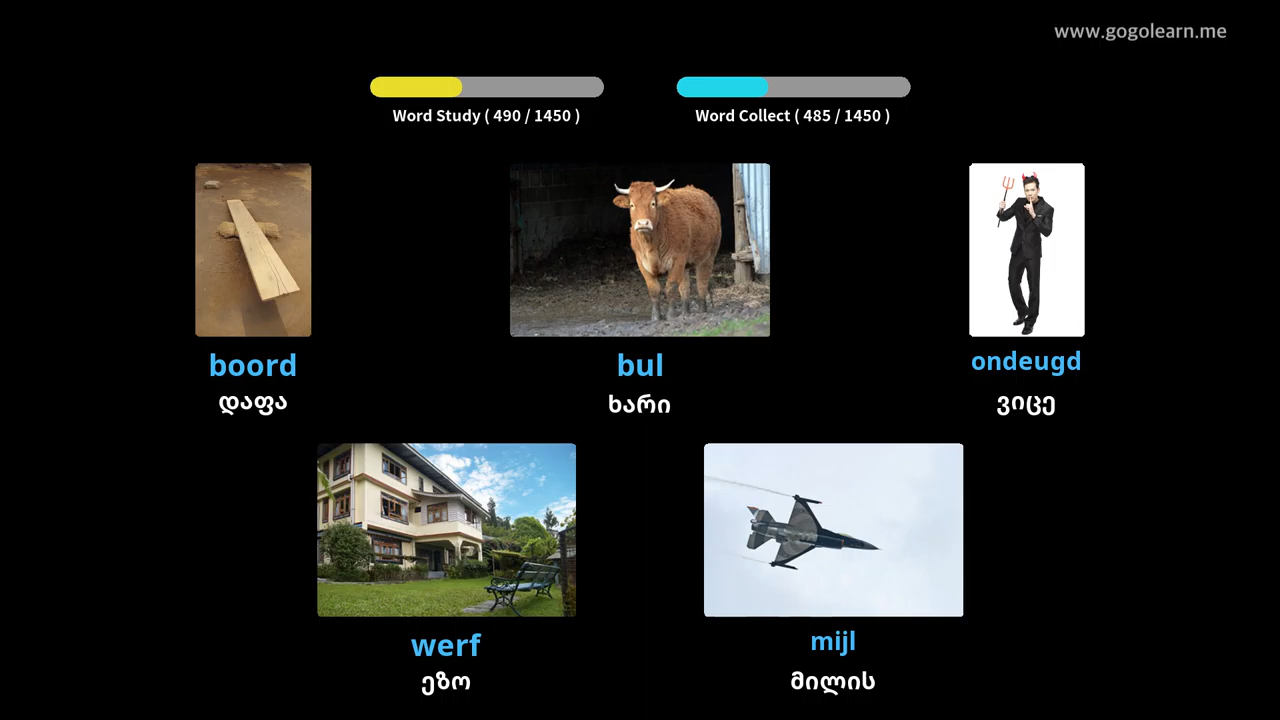 www.gogolearn.me
Word Study ( 490 / 1450 )
Word Collect ( 485 / 1450 )
boord
bul
ondeugd
დაფა
ხარი
ვიცე
werf
mijl
ეზო
მილის